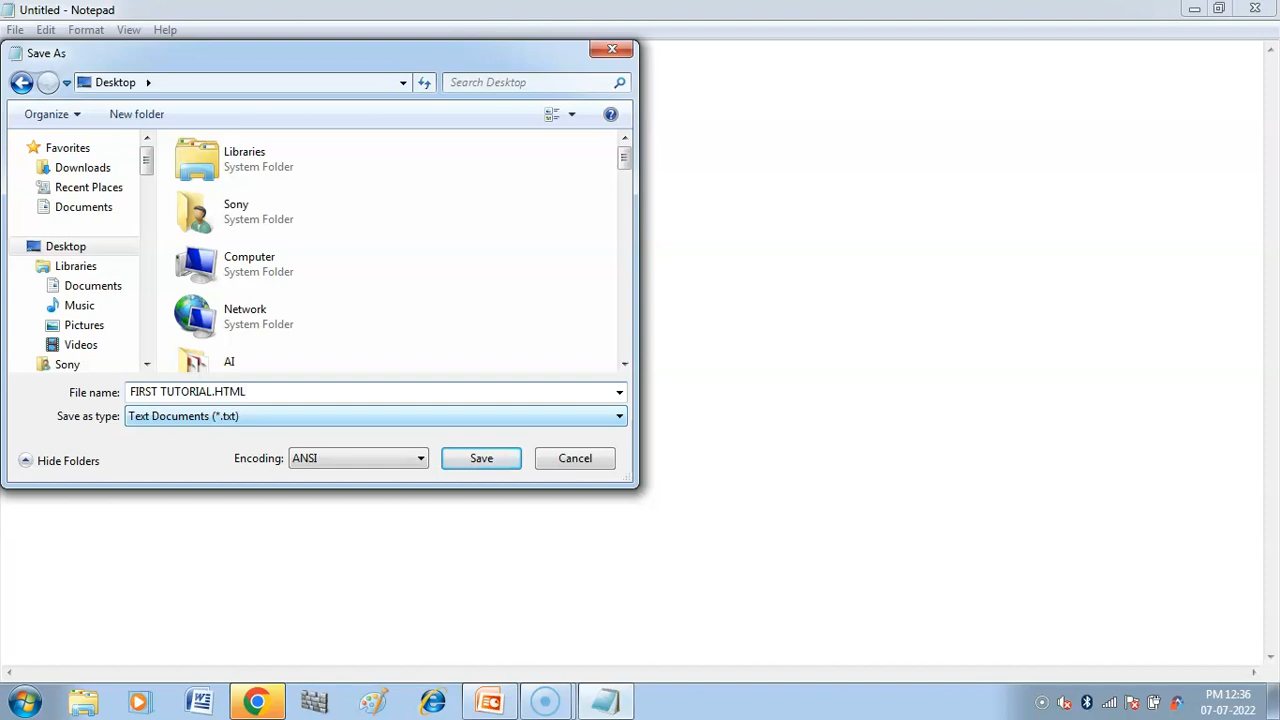 Untitled - Notepad
File Edit Format View Help
Save As
Desktop
Search Desktop
Organize
New folder
Favorites
Downloads
Recent Places
Documents
Desktop
Libraries
Documents
Music
Pictures
Videos
Sony
Libraries
System Folder
Sony
System Folder
Computer
System Folder
Network
System Folder
AI
File name: FIRST TUTORIAL.HTML
Save as type: Text Documents (*.txt)
Hide Folders
Encoding: ANSI
Save
Cancel
PM 12:36
07-07-2022